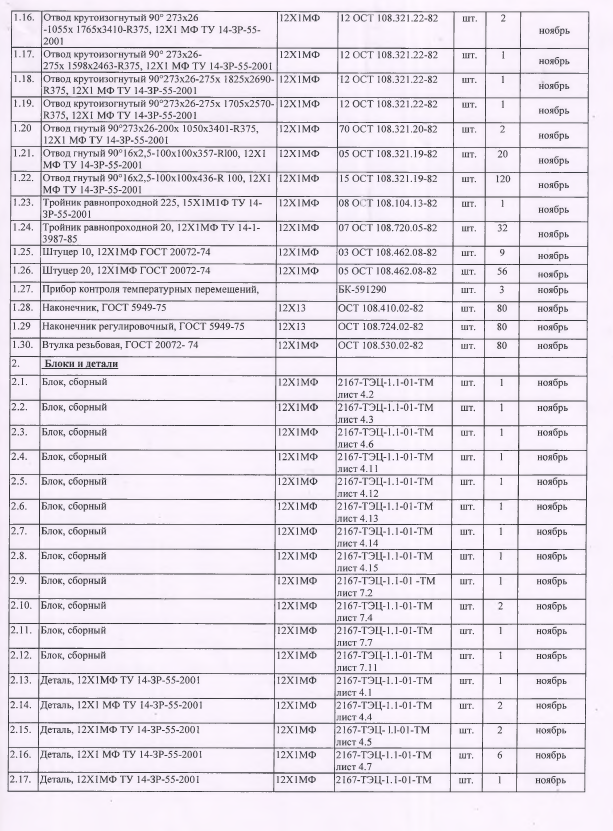 1.16. Отвод крутоизогнутый 90° 273х26 12Х1МФ 12 ОСТ 108.321.22-82 шт. 2 ноябрь
-1055х 1765х3410-R375, 12Х1 МФ ТУ 14-3Р-55-
2001
1.17. Отвод крутоизогнутый 90° 273х26- 12Х1МФ 12 ОСТ 108.321.22-82 шт. 1 ноябрь
275х 1598х2463-R375, 12Х1 МФ ТУ 14-3Р-55-2001
1.18. Отвод крутоизогнутый 90°273х26-275х 1825х2690- 12Х1МФ 12 ОСТ 108.321.22-82 шт. 1 ноябрь
R375, 12Х1 МФ ТУ 14-3Р-55-2001
1.19. Отвод крутоизогнутый 90°273х26-275х 1705х2570- 12Х1МФ 12 ОСТ 108.321.22-82 шт. 1 ноябрь
R375, 12Х1 МФ ТУ 14-3Р-55-2001
1.20 Отвод гнутый 90°273х26-200х 1050х3401-R375, 12Х1МФ 70 ОСТ 108.321.20-82 шт. 2 ноябрь
12Х1 МФ ТУ 14-3Р-55-2001
1.21. Отвод гнутый 90°16х2,5-100х100х357-Rl00, 12Х1 12Х1МФ 05 ОСТ 108.321.19-82 шт. 20 ноябрь
МФ ТУ 14-3Р-55-2001
1.22. Отвод гнутый 90°16х2,5-100х100х436-R 100, 12Х1 12Х1МФ 15 ОСТ 108.321.19-82 шт. 120 ноябрь
МФ ТУ 14-3Р-55-2001
1.23. Тройник равнопроходной 225, 15Х1М1Ф ТУ 14- 12Х1МФ 08 ОСТ 108.104.13-82 шт. 1 ноябрь
3Р-55-2001
1.24. Тройник равнопроходной 20, 12Х1МФ ТУ 14-1- 12Х1МФ 07 ОСТ 108.720.05-82 шт. 32 ноябрь
3987-85
1.25. Штуцер 10, 12Х1МФ ГОСТ 20072-74 12Х1МФ 03 ОСТ 108.462.08-82 шт. 9 ноябрь
1.26. Штуцер 20, 12Х1МФ ГОСТ 20072-74 12Х1МФ 05 ОСТ 108.462.08-82 шт. 56 ноябрь
1.27. Прибор контроля температурных перемещений, БК-591290 шт. 3 ноябрь
1.28. Наконечник, ГОСТ 5949-75 12Х13 ОСТ 108.410.02-82 шт. 80 ноябрь
1.29 Наконечник регулировочный, ГОСТ 5949-75 12Х13 ОСТ 108.724.02-82 шт. 80 ноябрь
1.30. Втулка резьбовая, ГОСТ 20072- 74 12Х1МФ ОСТ 108.530.02-82 шт. 80 ноябрь
2. Блоки и детали
2.1. Блок, сборный 12Х1МФ 2167-ТЭЦ-1.1-01-ТМ шт. 1 ноябрь
лист 4.2
2.2. Блок, сборный 12Х1МФ 2167-ТЭЦ-1.1-01-ТМ шт. 1 ноябрь
лист 4.3
2.3. Блок, сборный 12Х1МФ 2167-ТЭЦ-1.1-01-ТМ шт. 1 ноябрь
лист 4.6
2.4. Блок, сборный 12Х1МФ 2167-ТЭЦ-1.1-01-ТМ шт. 1 ноябрь
лист 4.11
2.5. Блок, сборный 12Х1МФ 2167-ТЭЦ-1.1-01-ТМ шт. 1 ноябрь
лист 4.12
2.6. Блок, сборный 12Х1МФ 2167-ТЭЦ-1.1-01-ТМ шт. 1 ноябрь
лист 4.13
2.7. Блок, сборный 12Х1МФ 2167-ТЭЦ-1.1-01-ТМ шт. 1 ноябрь
лист 4.14
2.8. Блок, сборный 12Х1МФ 2167-ТЭЦ-1.1-01-ТМ шт. 1 ноябрь
лист 4.15
2.9. Блок, сборный 12Х1МФ 2167-ТЭЦ-1.1-01 -ТМ шт. 1 ноябрь
лист 7.2
2.10. Блок, сборный 12Х1МФ 2167-ТЭЦ-1.1-01-ТМ шт. 2 ноябрь
лист 7.4
2.11. Блок, сборный 12Х1МФ 2167-ТЭЦ-1.1-01-ТМ шт. 1 ноябрь
лист 7.7
2.12. Блок, сборный 12Х1МФ 2167-ТЭЦ-1.1-01-ТМ шт. 1 ноябрь
лист 7.11
2.13. Деталь, 12Х1МФ ТУ 14-3Р-55-2001 12Х1МФ 2167-ТЭЦ-1.1-01-ТМ шт. 1 ноябрь
лист 4.1
2.14. Деталь, 12Х1 МФ ТУ 14-3Р-55-2001 12Х1МФ 2167-ТЭЦ-1.1-01-ТМ шт. 2 ноябрь
лист 4.4
2.15. Деталь, 12Х1МФ ТУ 14-3Р-55-2001 12Х1МФ 2167-ТЭЦ- 1.l-01-ТМ шт. 2 ноябрь
лист 4.5
2.16. Деталь, 12Х1 МФ ТУ 14-3Р-55-2001 12Х1МФ 2167-ТЭЦ-1.1-01-ТМ шт. 6 ноябрь
лист 4.7
2.17. Деталь, 12Х1МФ ТУ 14-3Р-55-2001 12Х1МФ 2167-ТЭЦ-1.1-01-ТМ шт. 1 ноябрь